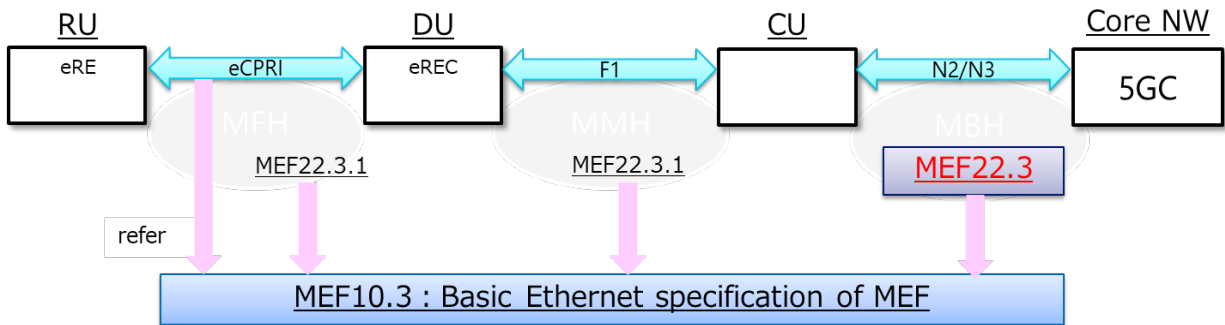 RU
DU
CU
Core NW
eRE
eCPRI
eREC
F1
N2/N3
5GC
MFH
MMH
MBH
MEF22.3.1
MEF22.3.1
MEF22.3
refer
MEF10.3 : Basic Ethernet specification of MEF